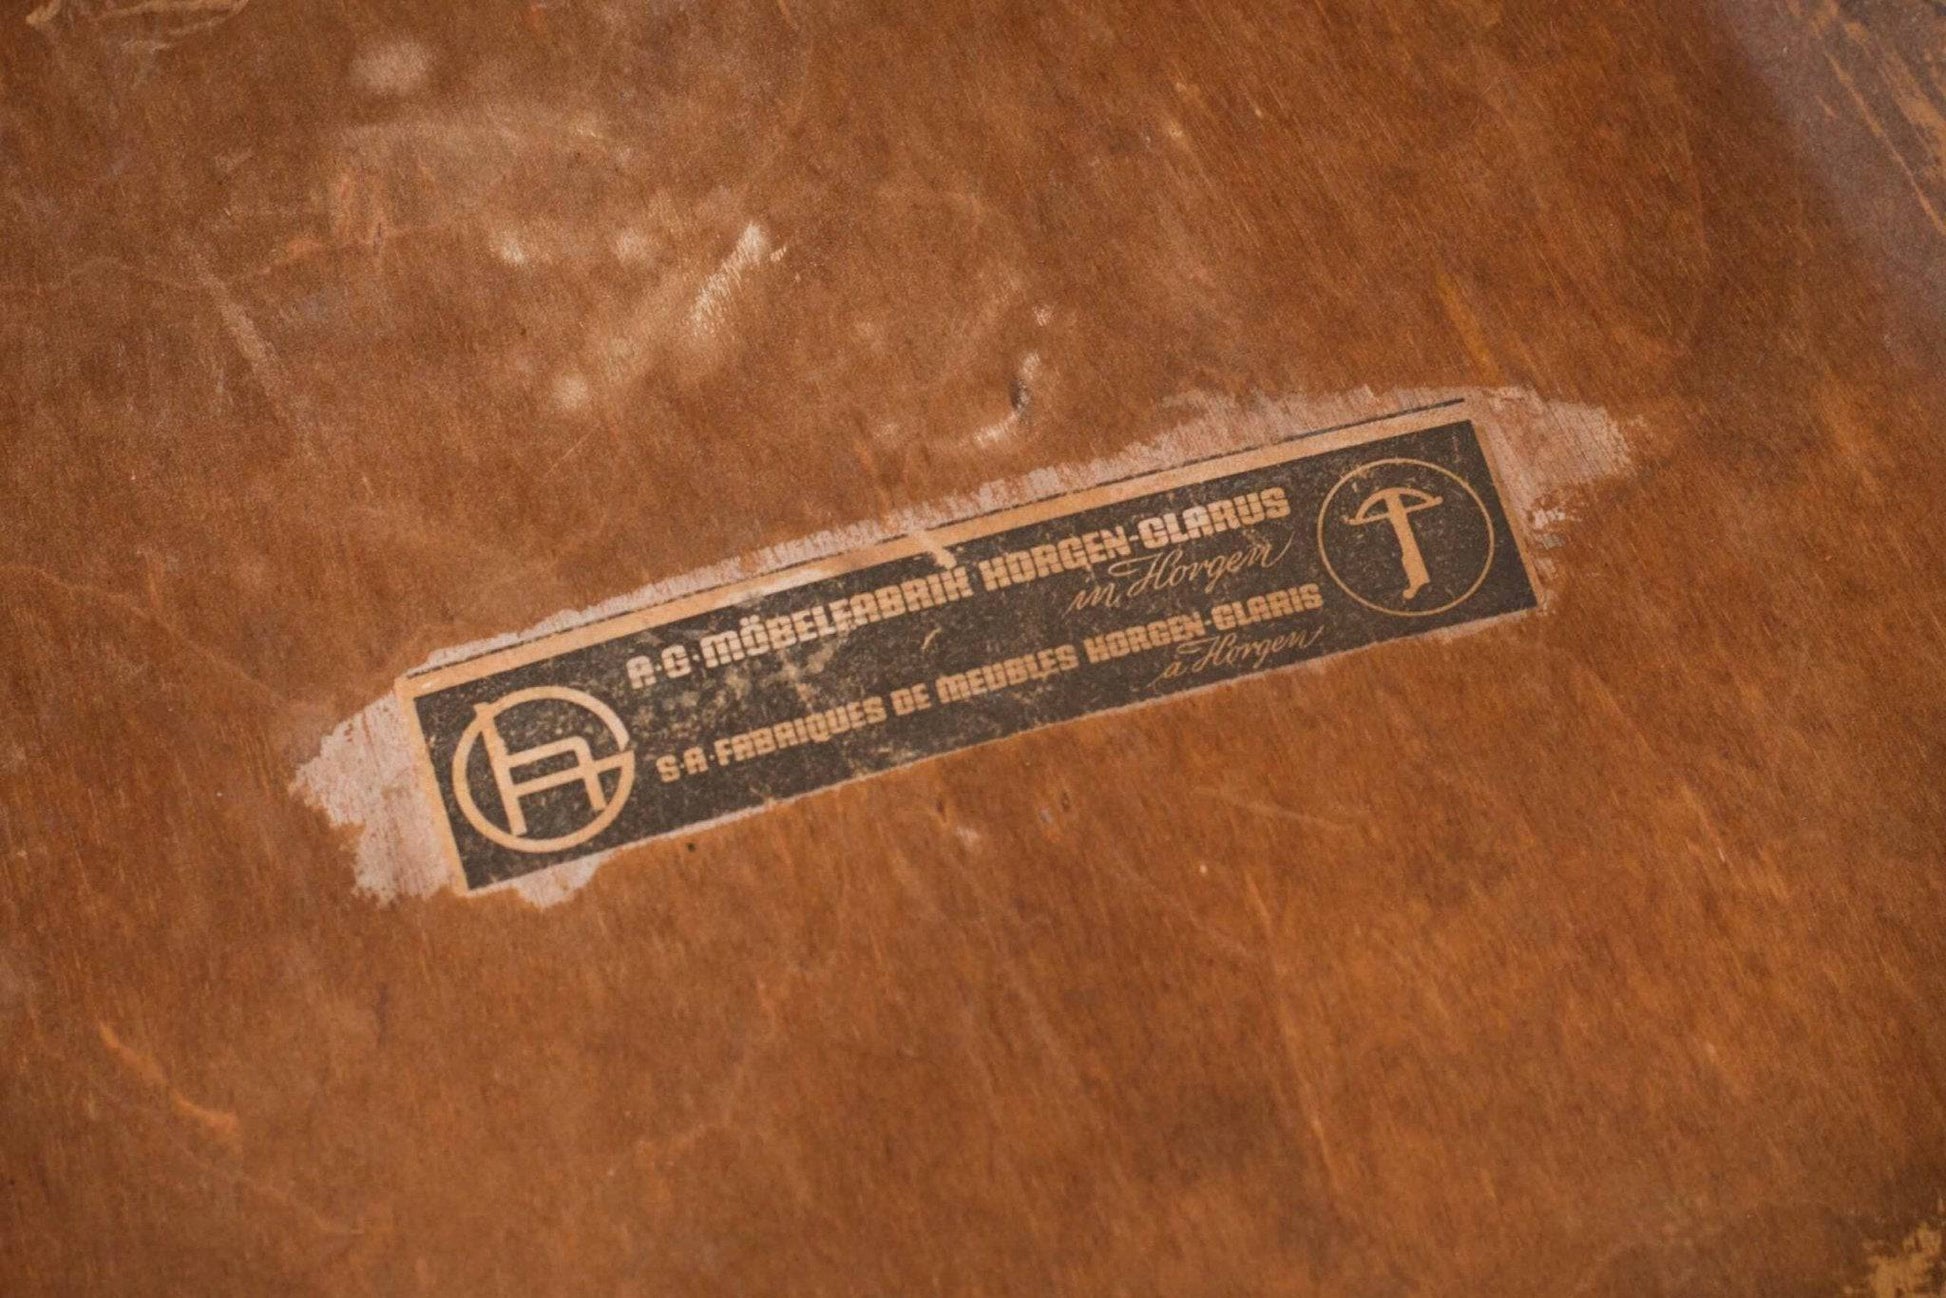 A·G·MÖBELFABRIK HORGEN-GLARUS
in Horgen
S·A·FABRIQUES DE MEUBLES HORGEN-GLARIS
à Horgen